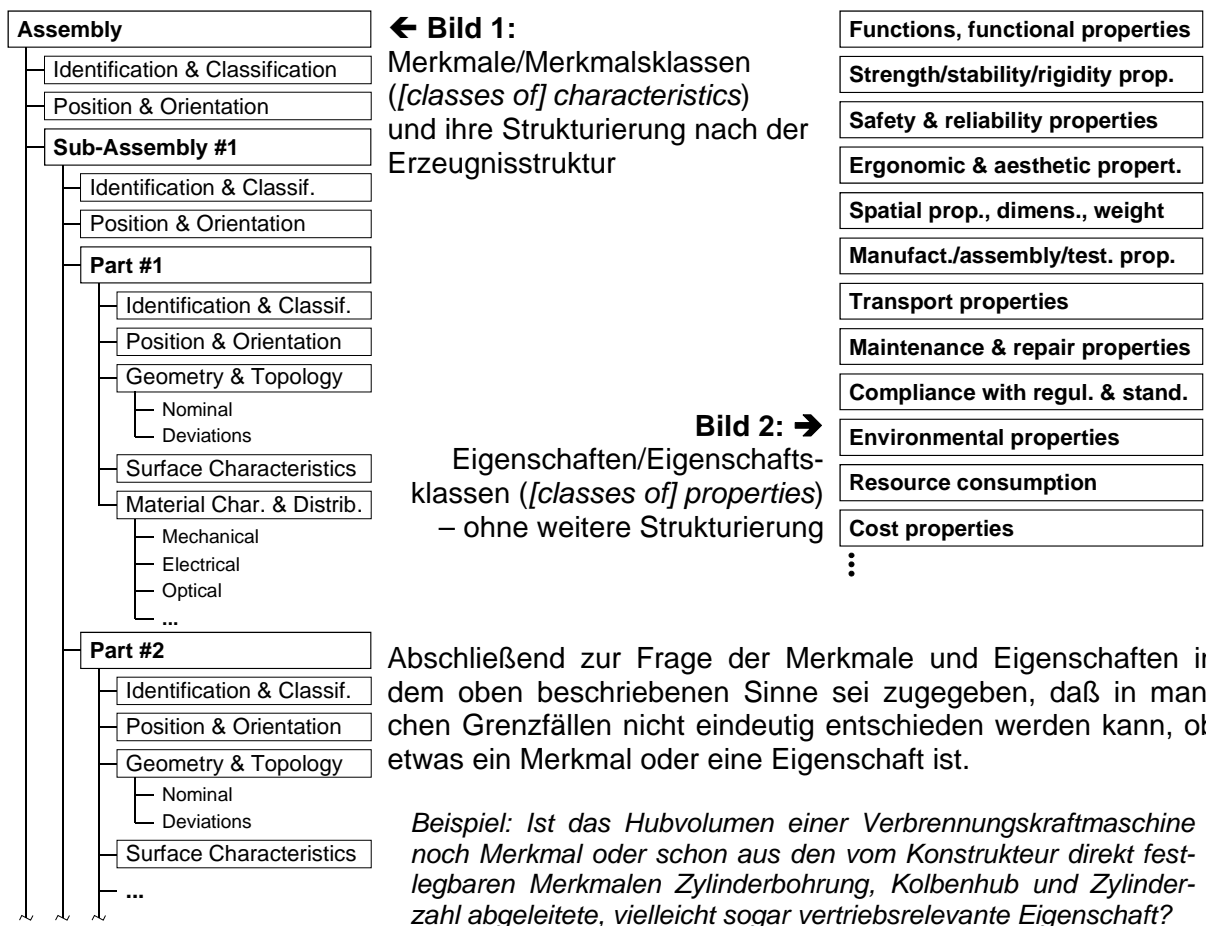 Assembly
Identification & Classification
Position & Orientation
Sub-Assembly #1
Identification & Classif.
Position & Orientation
Part #1
Identification & Classif.
Position & Orientation
Geometry & Topology
Nominal
Deviations
Surface Characteristics
Material Char. & Distrib.
Mechanical
Electrical
Optical
...
Part #2
Identification & Classif.
Position & Orientation
Geometry & Topology
Nominal
Deviations
Surface Characteristics
...
← Bild 1:
Merkmale/Merkmalsklassen
([classes of] characteristics)
und ihre Strukturierung nach der
Erzeugnisstruktur
Functions, functional properties
Strength/stability/rigidity prop.
Safety & reliability properties
Ergonomic & aesthetic propert.
Spatial prop., dimens., weight
Manufact./assembly/test. prop.
Transport properties
Maintenance & repair properties
Compliance with regul. & stand.
Environmental properties
Resource consumption
Cost properties
⋮
Bild 2: →
Eigenschaften/Eigenschafts-
klassen ([classes of] properties)
– ohne weitere Strukturierung
Abschließend zur Frage der Merkmale und Eigenschaften in
dem oben beschriebenen Sinne sei zugegeben, daß in man
chen Grenzfällen nicht eindeutig entschieden werden kann, ob
etwas ein Merkmal oder eine Eigenschaft ist.
Beispiel: Ist das Hubvolumen einer Verbrennungskraftmaschine
noch Merkmal oder schon aus den vom Konstrukteur direkt fest-
legbaren Merkmalen Zylinderbohrung, Kolbenhub und Zylinder-
zahl abgeleitete, vielleicht sogar vertriebsrelevante Eigenschaft?